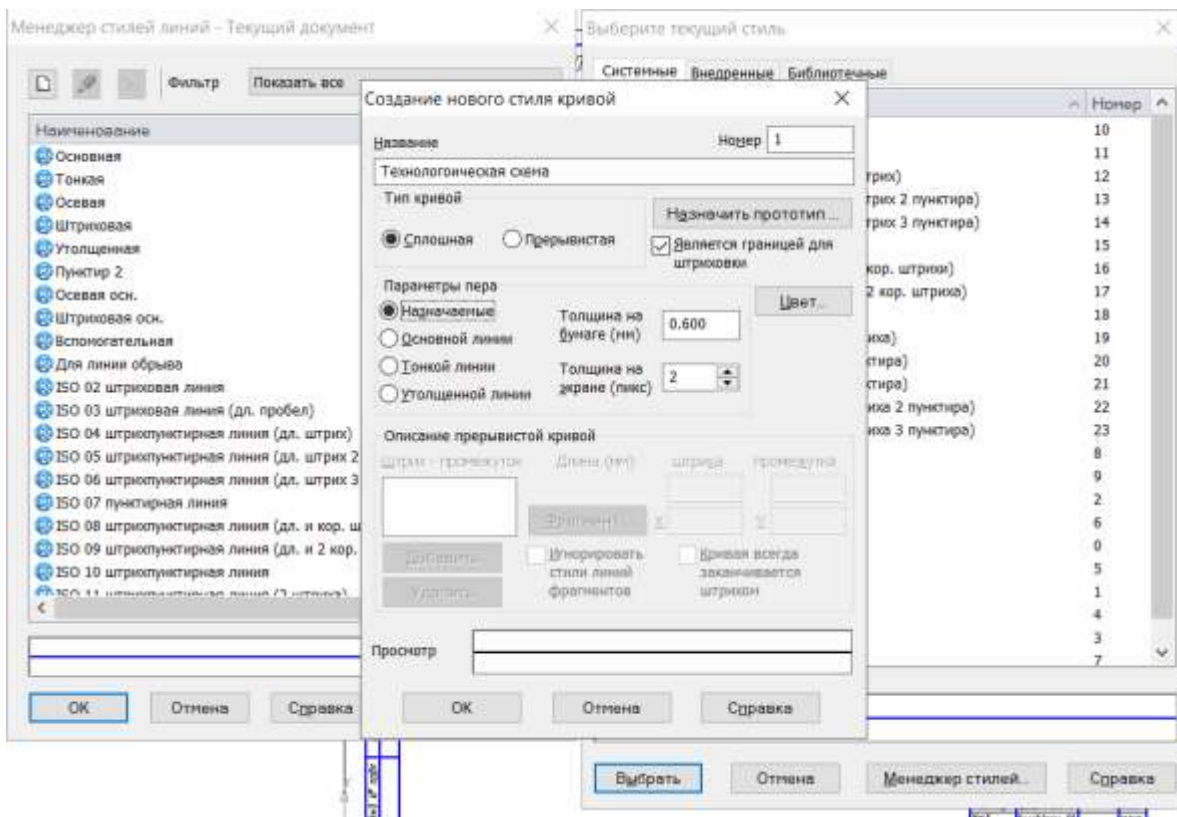 Менеджер стилей линий - Текущий документ
Фильтр
Показать все
Наименование
Основная
Тонкая
Осевая
Штриховая
Утолщенная
Пунктир 2
Осевая осн.
Штриховая осн.
Вспомогательная
Для линии обрыва
ISO 02 штриховая линия
ISO 03 штриховая линия (дл. пробел)
ISO 04 штрихпунктирная линия (дл. штрих)
ISO 05 штрихпунктирная линия (дл. штрих 2
ISO 06 штрихпунктирная линия (дл. штрих 3
ISO 07 пунктирная линия
ISO 08 штрихпунктирная линия (дл. и кор. ш
ISO 09 штрихпунктирная линия (дл. и 2 кор.
ISO 10 штрихпунктирная линия
ISO 11 штрихпунктирная линия (2 штриха)
OK
Отмена
Справка
Создание нового стиля кривой
Название
Номер 1
Технологоическая схема
Тип кривой
Сплошная
Прерывистая
Назначить прототип ...
Является границей для
штриховки
Параметры пера
Назначаемые
Основной линии
Тонкой линии
Утолщенной линии
Толщина на
бумаге (мм)
0.600
Толщина на
экране (пикс)
2
Цвет...
Описание прерывистой кривой
Штрих - промежуток
Длина (мм)
штриха
промежутка
Фрагмент...
X
Y
Добавить
Удалить
Игнорировать
стили линий
фрагментов
Кривая всегда
заканчивается
штрихом
Просмотр
OK
Отмена
Справка
Выберите текущий стиль
Системные
Внедренные
Библиотечные
Номер
10
11
трих) 12
трих 2 пунктира) 13
трих 3 пунктира) 14
15
кор. штрихи) 16
2 кор. штриха) 17
18
иха) 19
ктира) 20
ктира) 21
иха 2 пунктира) 22
иха 3 пунктира) 23
8
9
2
6
0
5
1
4
3
7
Выбрать
Отмена
Менеджер стилей...
Справка